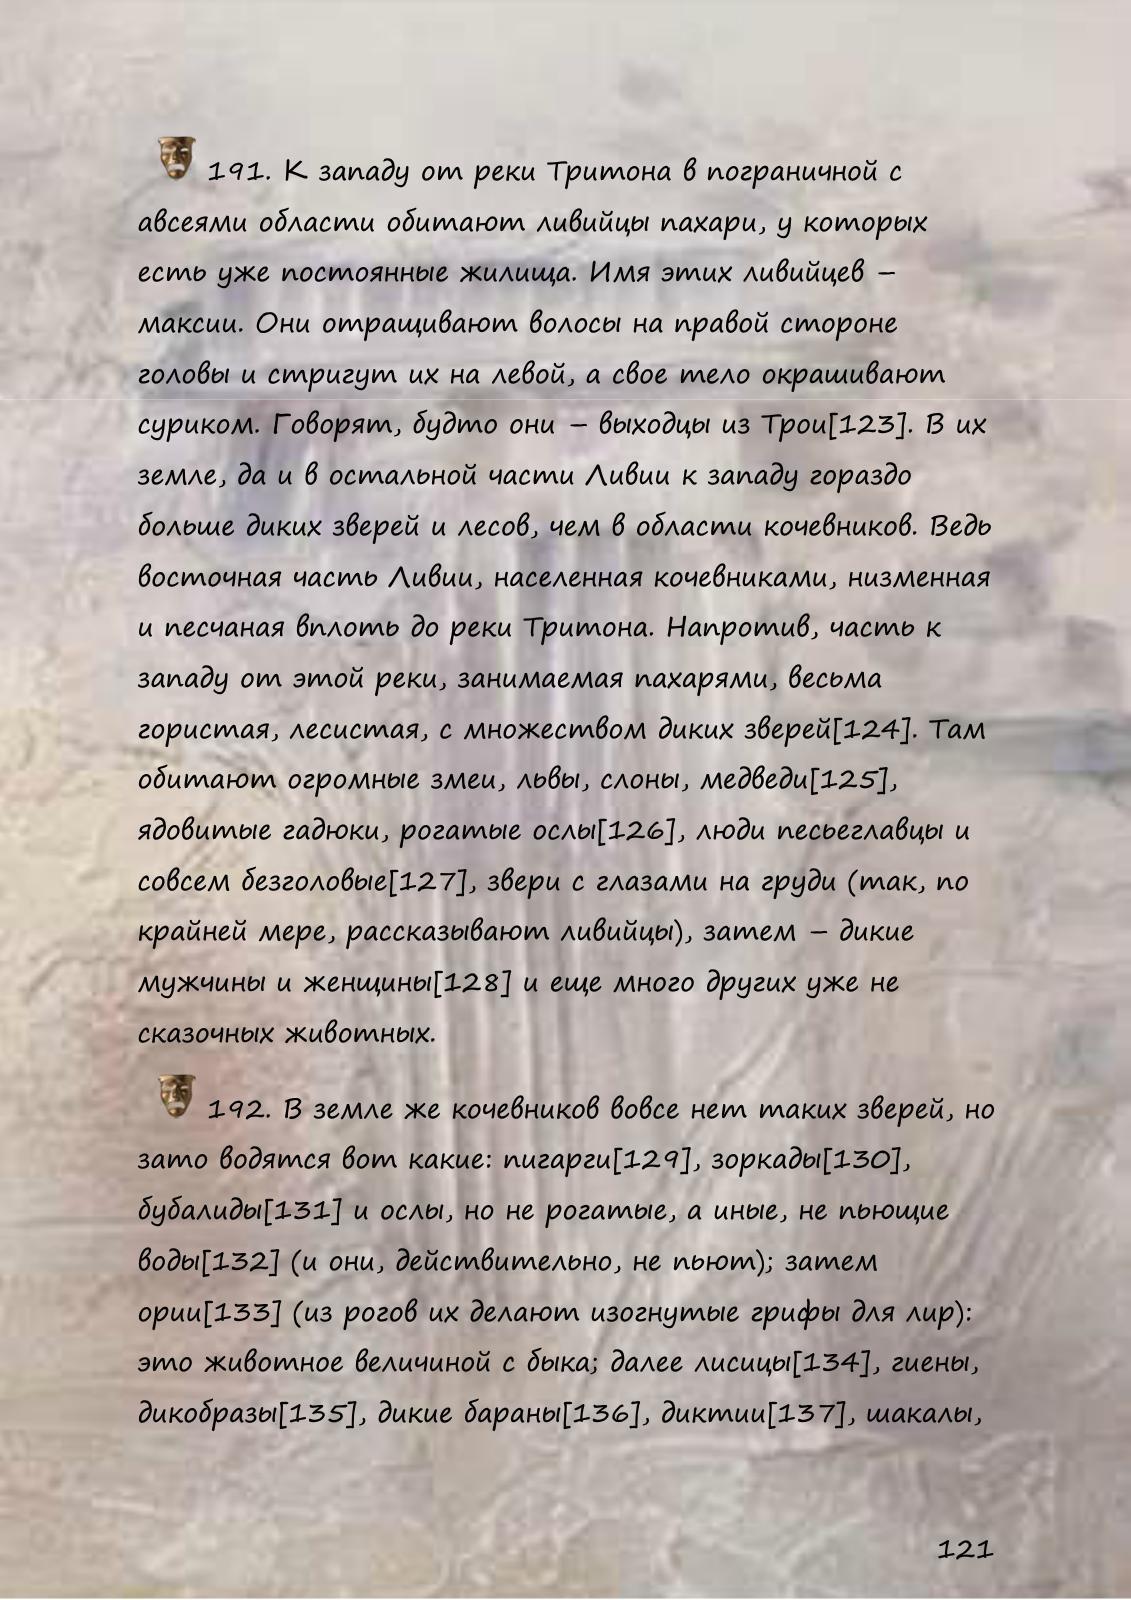 191. К западу от реки Тритона в пограничной с
авсеями области обитают ливийцы пахари, у которых
есть уже постоянные жилища. Имя этих ливийцев –
максии. Они отращивают волосы на правой стороне
головы и стригут их на левой, а свое тело окрашивают
суриком. Говорят, будто они – выходцы из Трои[123]. В их
земле, да и в остальной части Ливии к западу гораздо
больше диких зверей и лесов, чем в области кочевников. Ведь
восточная часть Ливии, населенная кочевниками, низменная
и песчаная вплоть до реки Тритона. Напротив, часть к
западу от этой реки, занимаемая пахарями, весьма
гористая, лесистая, с множеством диких зверей[124]. Там
обитают огромные змеи, львы, слоны, медведи[125],
ядовитые гадюки, рогатые ослы[126], люди песьеглавцы и
совсем безголовые[127], звери с глазами на груди (так, по
крайней мере, рассказывают ливийцы), затем – дикие
мужчины и женщины[128] и еще много других уже не
сказочных животных.
192. В земле же кочевников вовсе нет таких зверей, но
зато водятся вот какие: пигарги[129], зоркады[130],
бубалиды[131] и ослы, но не рогатые, а иные, не пьющие
воды[132] (и они, действительно, не пьют); затем
ории[133] (из рогов их делают изогнутые грифы для лир):
это животное величиной с быка; далее лисицы[134], гиены,
дикобразы[135], дикие бараны[136], диктии[137], шакалы,
121